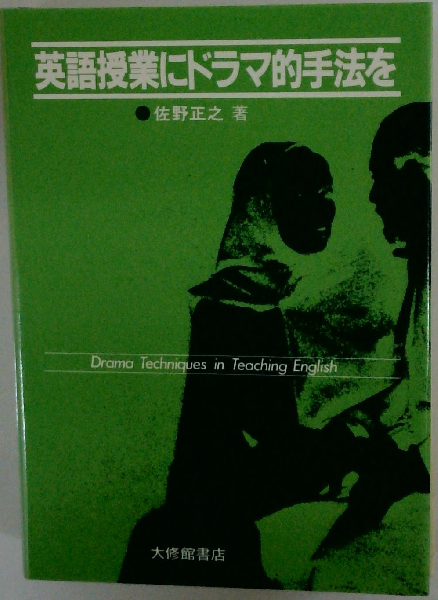 英語授業にドラマ的手法を
●佐野正之 著
Drama Techniques in Teaching English
大修館書店